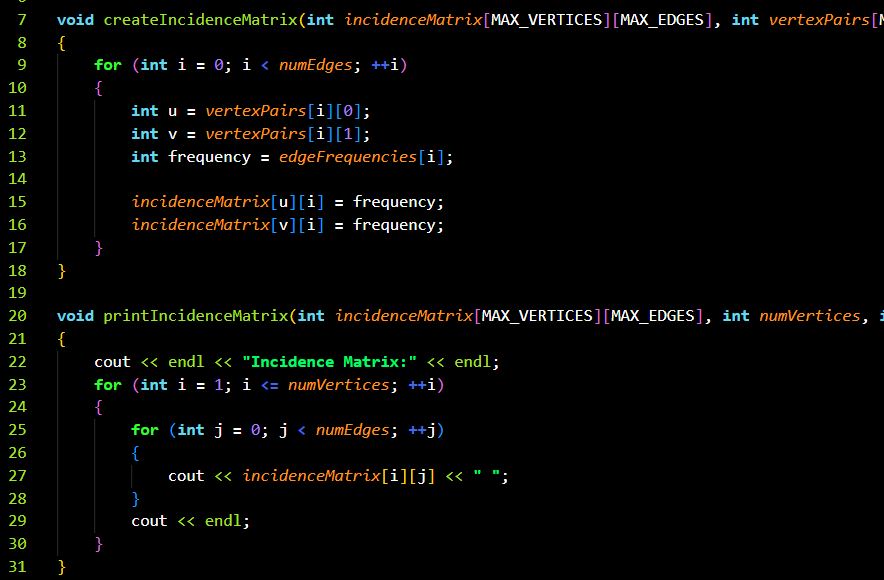 7 void createIncidenceMatrix(int incidenceMatrix[MAX_VERTICES][MAX_EDGES], int vertexPairs[
8 {
9     for (int i = 0; i < numEdges; ++i)
10     {
11         int u = vertexPairs[i][0];
12         int v = vertexPairs[i][1];
13         int frequency = edgeFrequencies[i];
14
15         incidenceMatrix[u][i] = frequency;
16         incidenceMatrix[v][i] = frequency;
17     }
18 }
19
20 void printIncidenceMatrix(int incidenceMatrix[MAX_VERTICES][MAX_EDGES], int numVertices,
21 {
22     cout << endl << "Incidence Matrix:" << endl;
23     for (int i = 1; i <= numVertices; ++i)
24     {
25         for (int j = 0; j < numEdges; ++j)
26         {
27             cout << incidenceMatrix[i][j] << " ";
28         }
29         cout << endl;
30     }
31 }